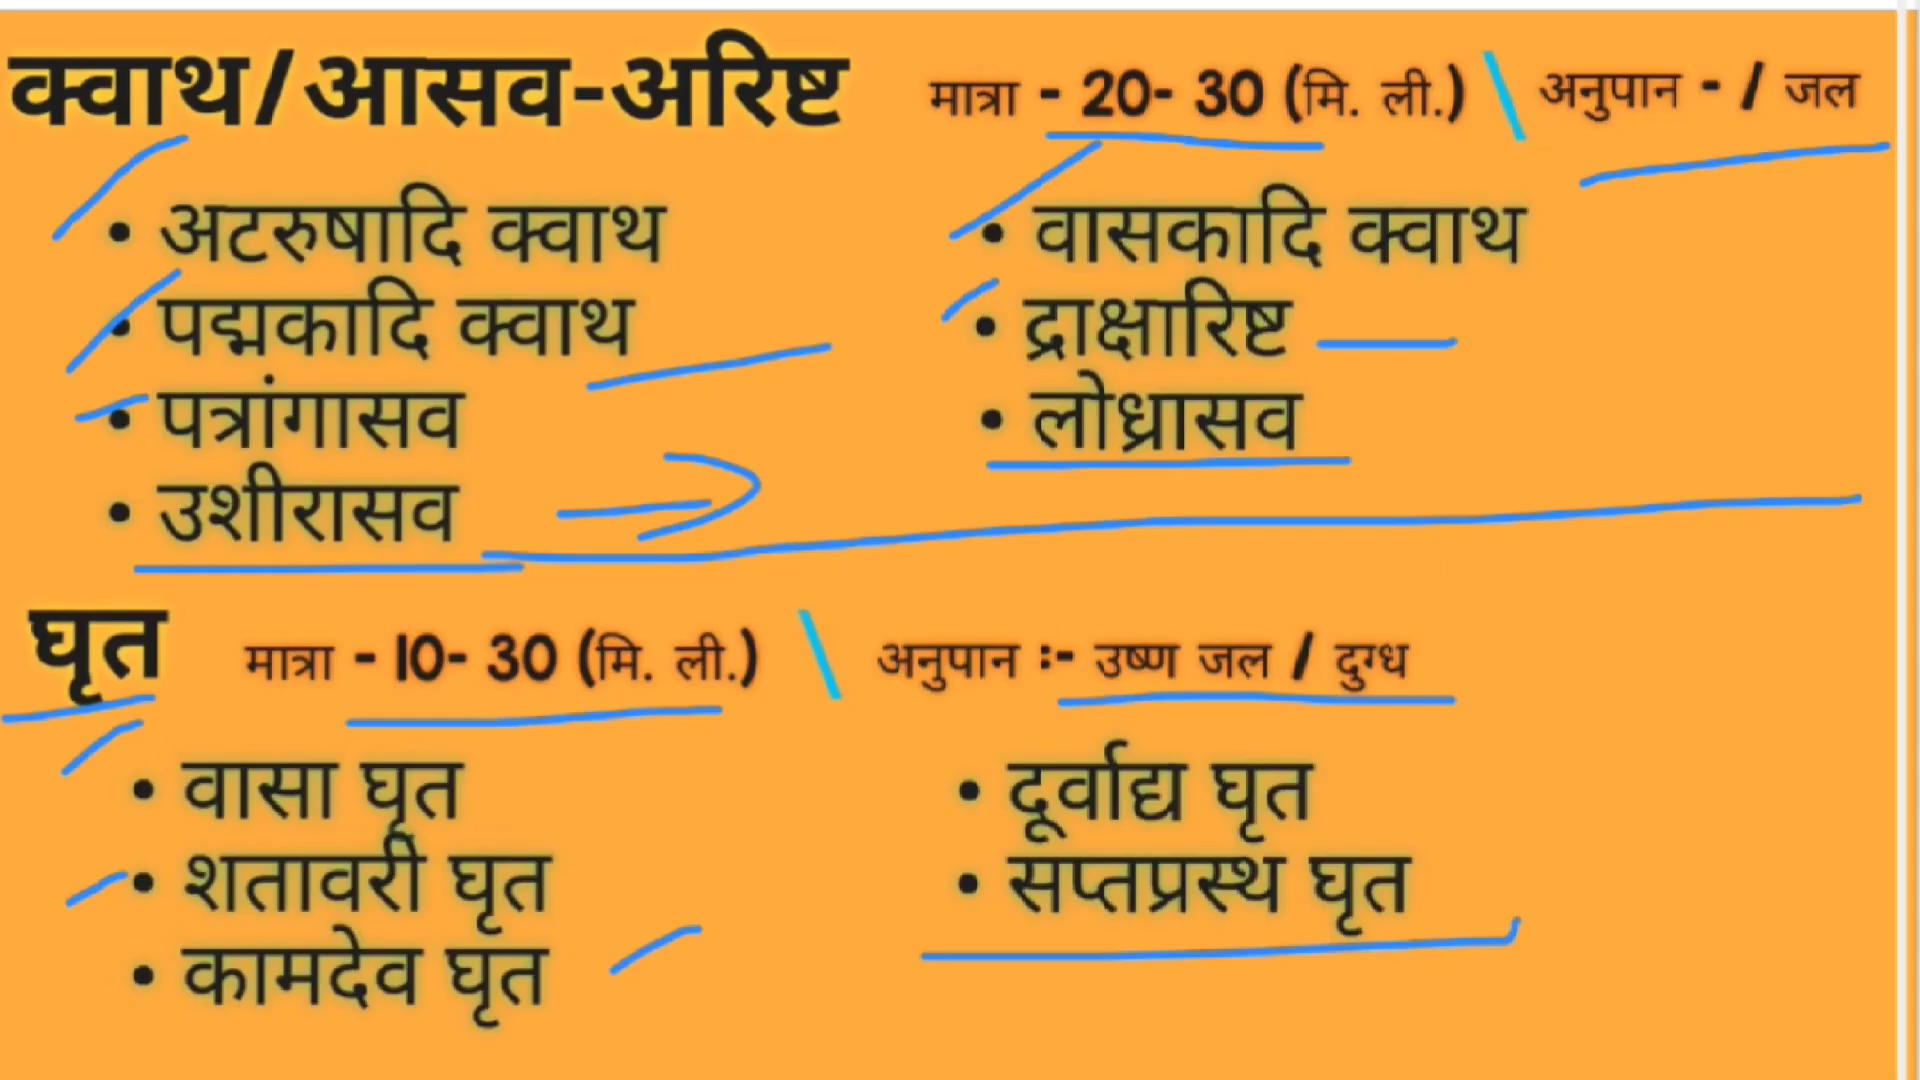 क्वाथ/आसव-अरिष्ट मात्रा - 20- 30 (मि. ली.) \ अनुपान - / जल
• अटरुषादि क्वाथ • वासकादि क्वाथ
• पद्मकादि क्वाथ • द्राक्षारिष्ट
• पत्रांगासव • लोध्रासव
• उशीरासव
घृत मात्रा - 10- 30 (मि. ली.) \ अनुपान :- उष्ण जल / दुग्ध
• वासा घृत • दूर्वाद्य घृत
• शतावरी घृत • सप्तप्रस्थ घृत
• कामदेव घृत